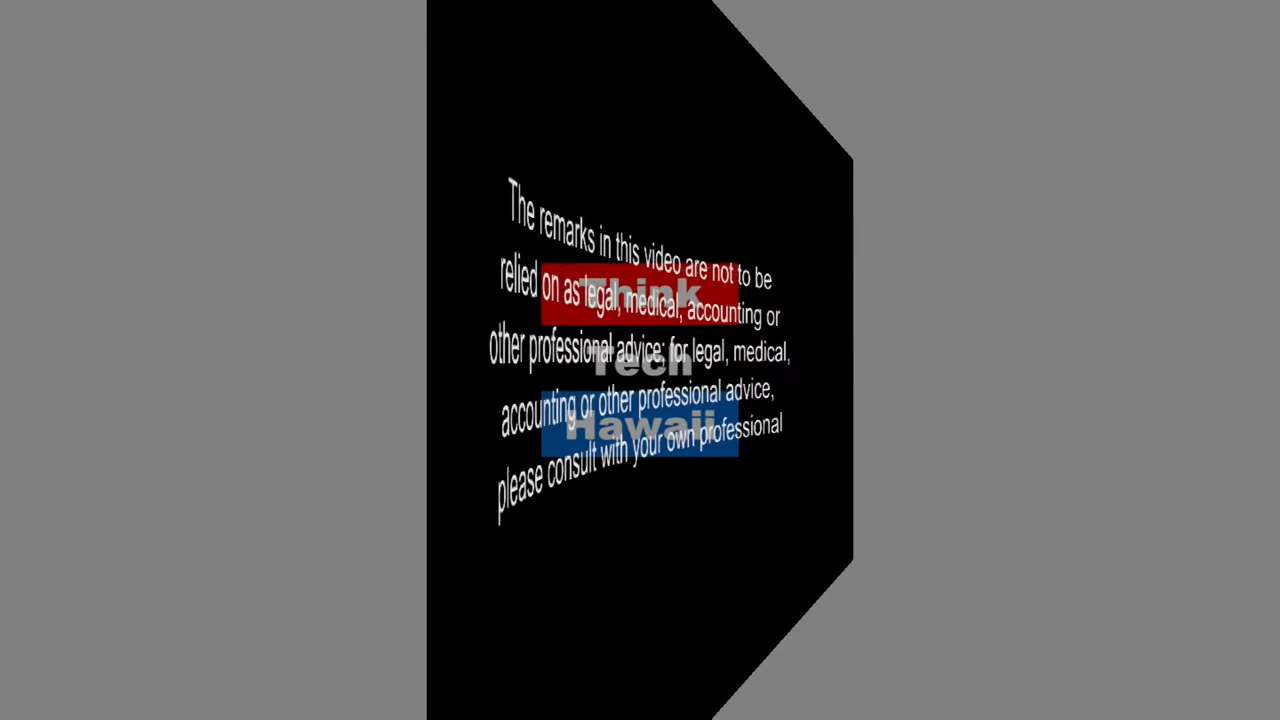 The remarks in this video are not to be
relied on as legal, medical, accounting or
other professional advice; for legal, medical,
accounting or other professional advice,
please consult with your own professional
Think
Tech
Hawaii